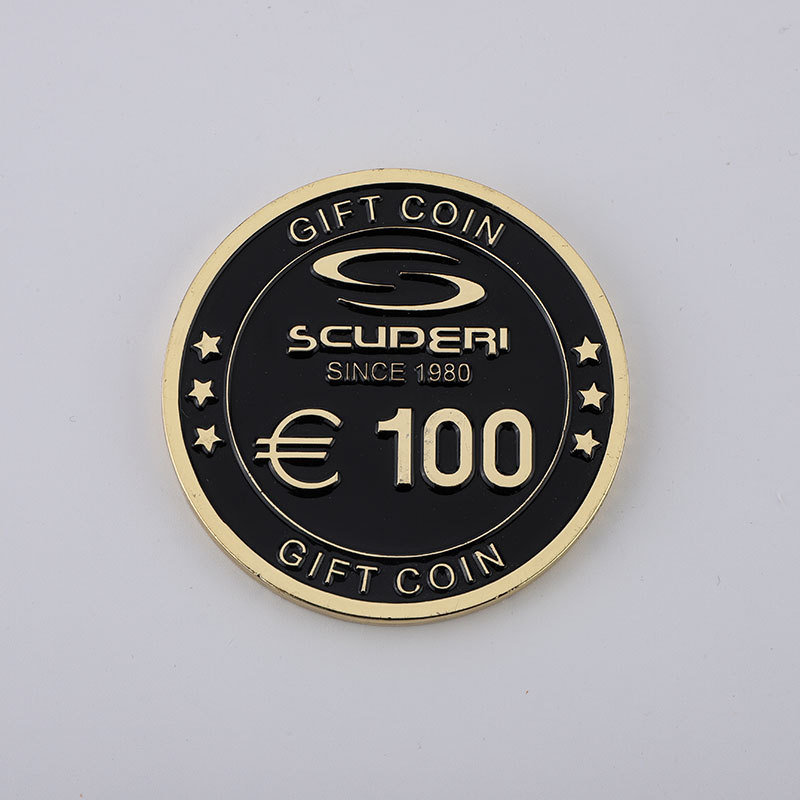 GIFT COIN
SCUDERI
SINCE 1980
€ 100
GIFT COIN